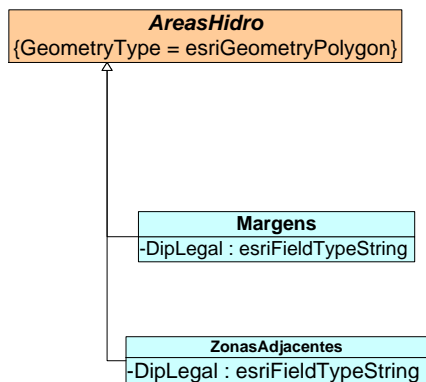 AreasHidro
{GeometryType = esriGeometryPolygon}
Margens
-DipLegal : esriFieldTypeString
ZonasAdjacentes
-DipLegal : esriFieldTypeString